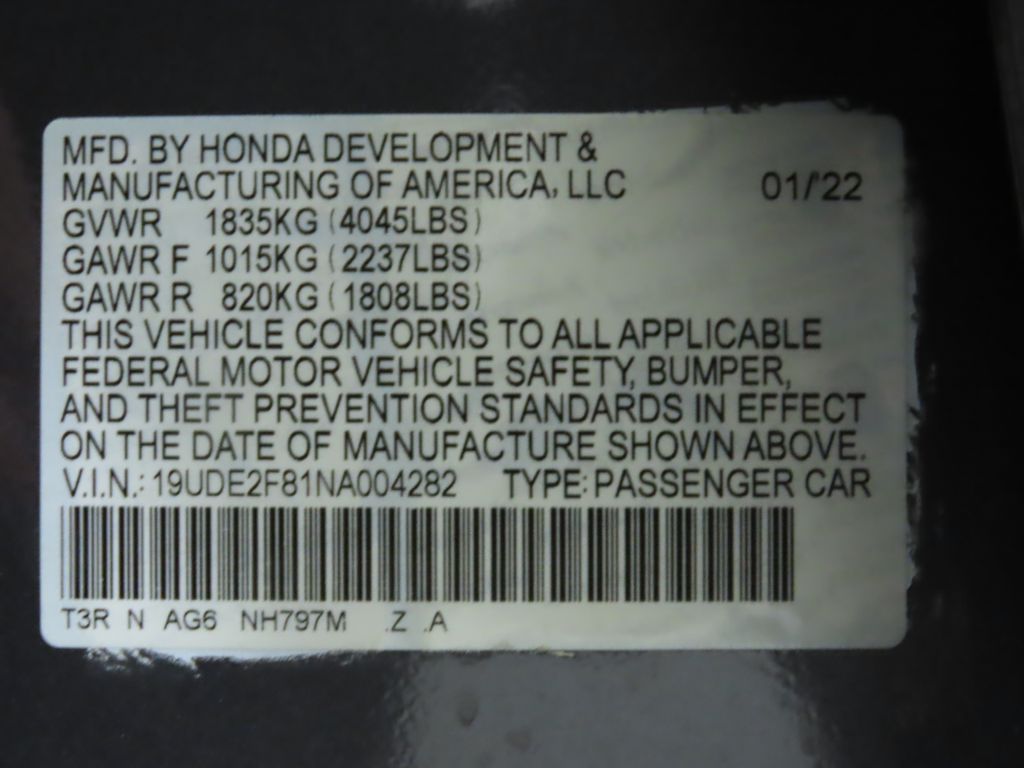 MFD. BY HONDA DEVELOPMENT &
MANUFACTURING OF AMERICA, LLC 01/'22
GVWR 1835KG (4045LBS)
GAWR F 1015KG (2237LBS)
GAWR R 820KG (1808LBS)
THIS VEHICLE CONFORMS TO ALL APPLICABLE
FEDERAL MOTOR VEHICLE SAFETY, BUMPER,
AND THEFT PREVENTION STANDARDS IN EFFECT
ON THE DATE OF MANUFACTURE SHOWN ABOVE.
V.I.N.: 19UDE2F81NA004282 TYPE: PASSENGER CAR
T3R N AG6 NH797M .Z .A